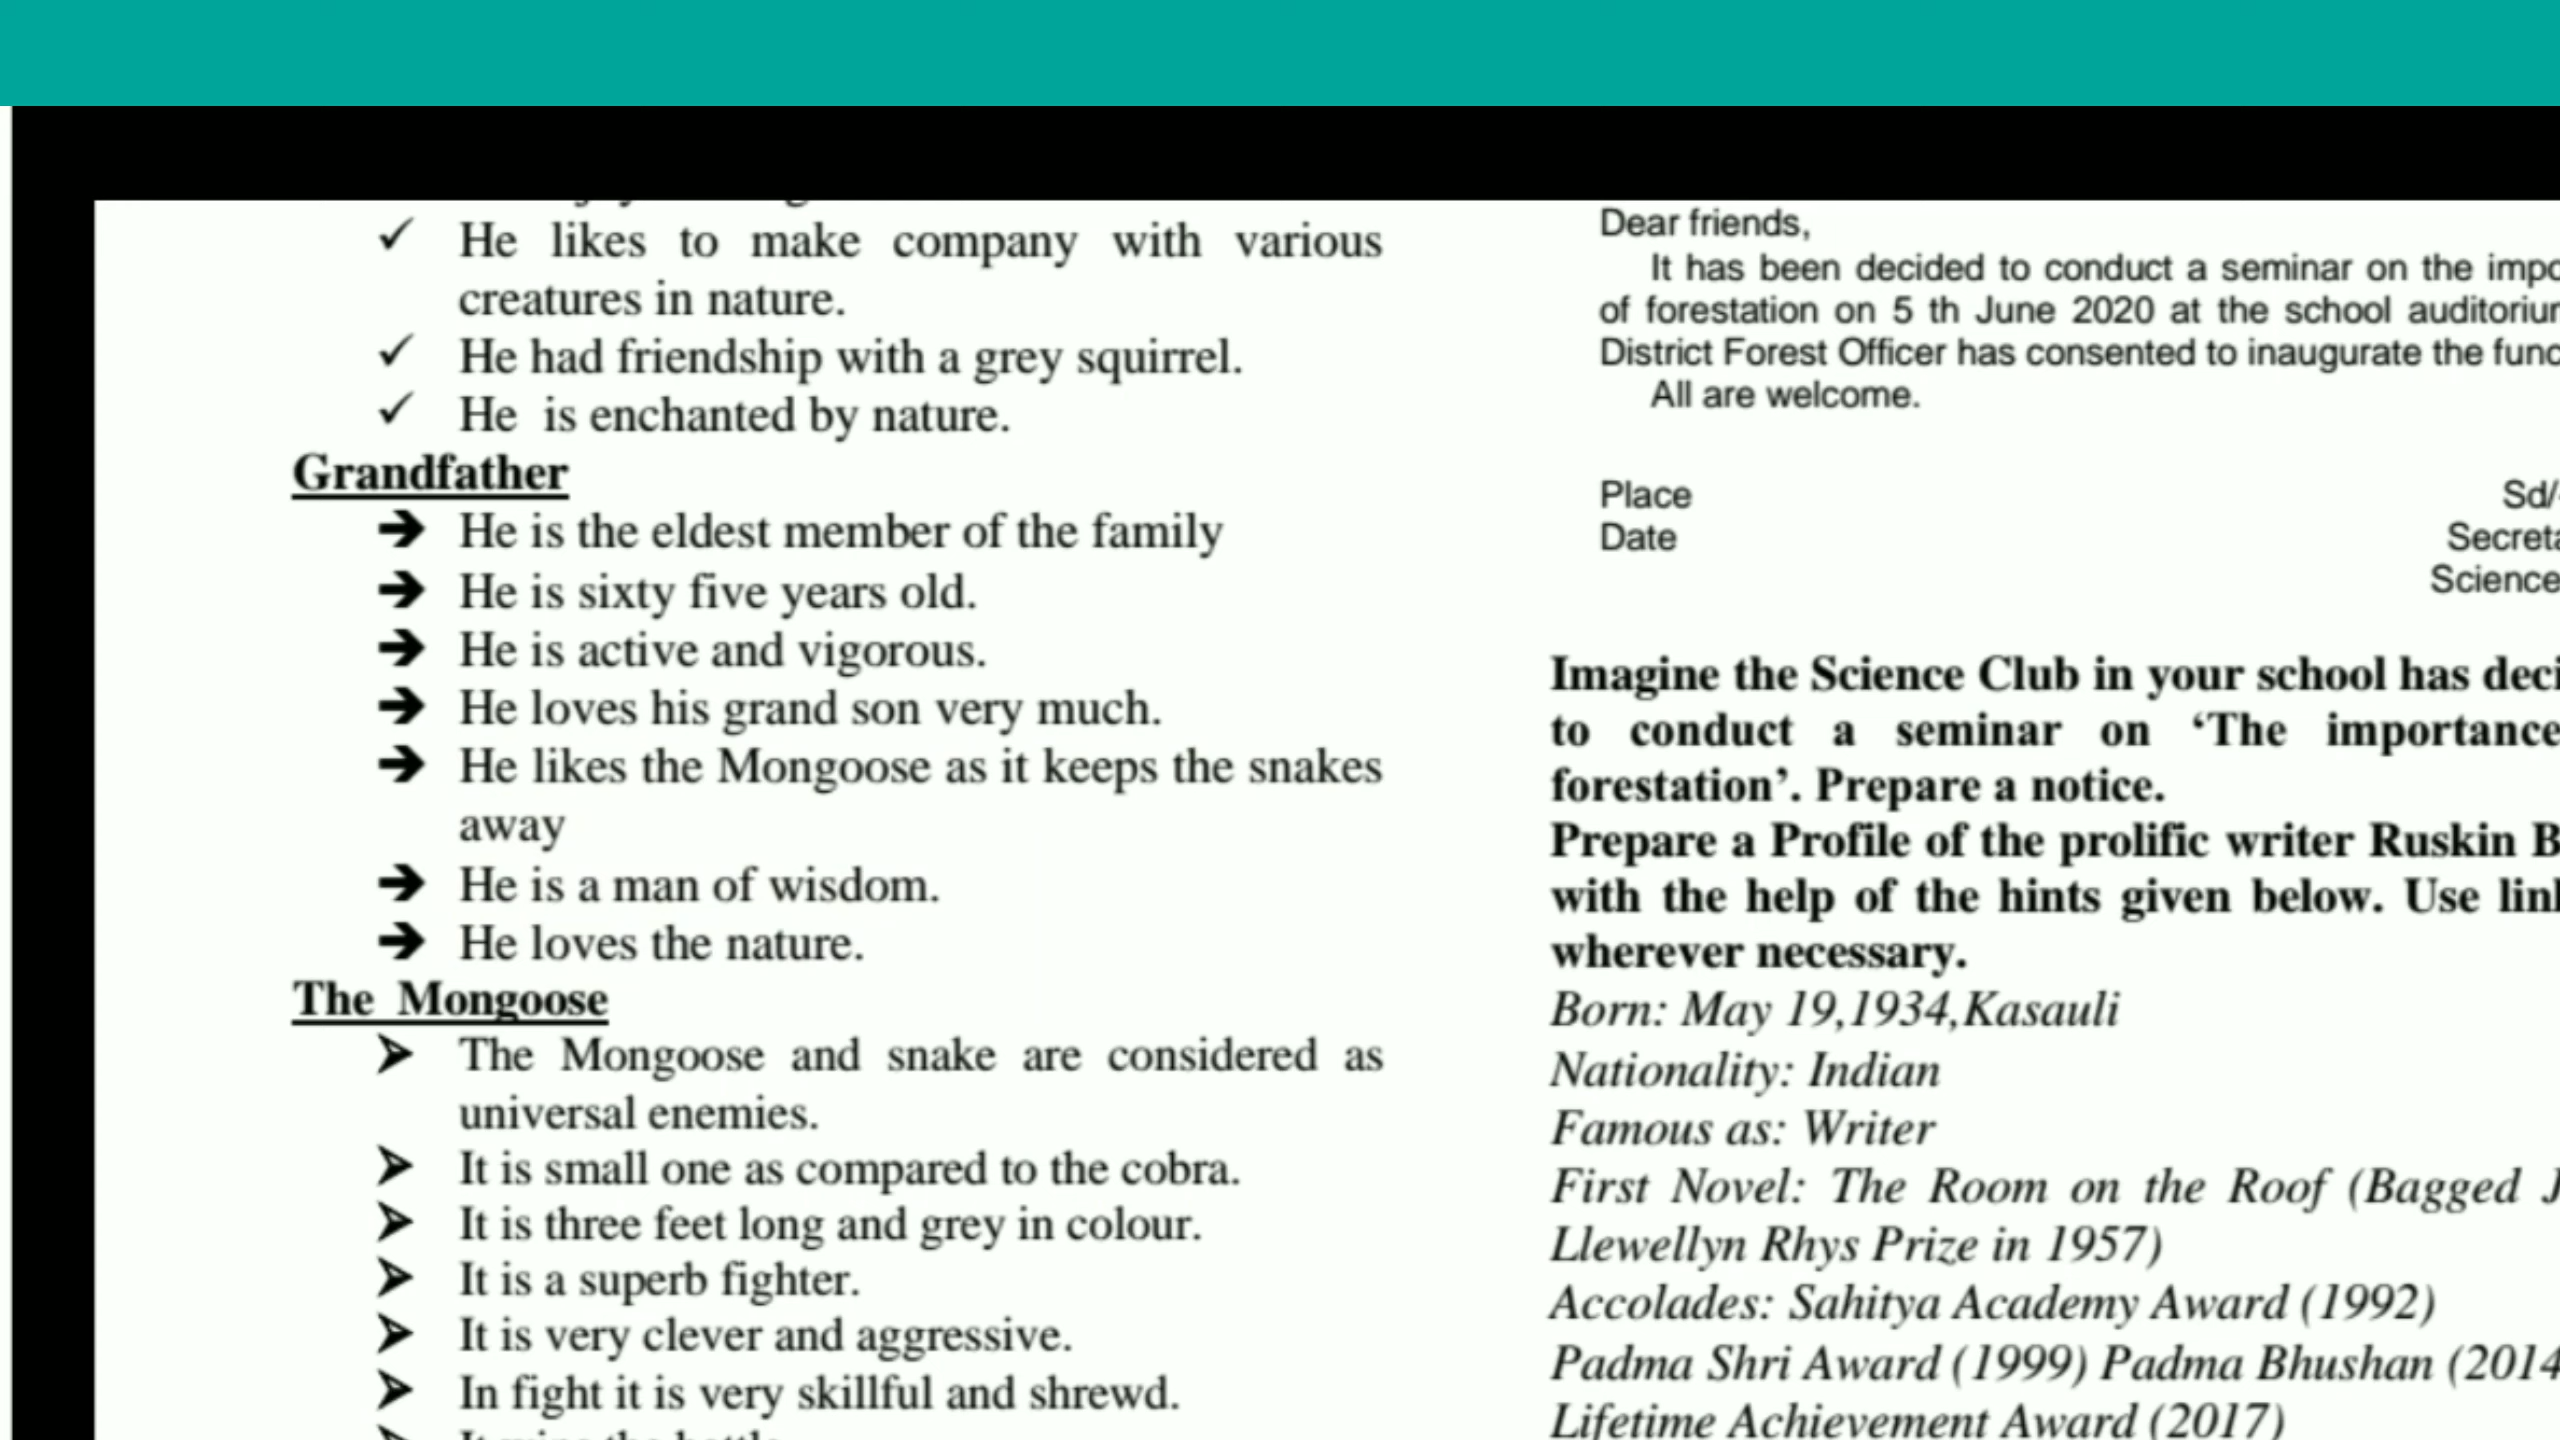 He likes to make company with various
creatures in nature.
He had friendship with a grey squirrel.
He is enchanted by nature.
Grandfather
He is the eldest member of the family
He is sixty five years old.
He is active and vigorous.
He loves his grand son very much.
He likes the Mongoose as it keeps the snakes
away
He is a man of wisdom.
He loves the nature.
The Mongoose
The Mongoose and snake are considered as
universal enemies.
It is small one as compared to the cobra.
It is three feet long and grey in colour.
It is a superb fighter.
It is very clever and aggressive.
In fight it is very skillful and shrewd.
Dear friends,
It has been decided to conduct a seminar on the
of forestation on 5 th June 2020 at the school
District Forest Officer has consented to inaugurate the
All are welcome.
Place Sd/
Date
Science
Imagine the Science Club in your school has
to conduct a seminar on ‘The importance
forestation’. Prepare a notice.
Prepare a Profile of the prolific writer Ruskin
with the help of the hints given below. Use
wherever necessary.
Born: May 19,1934,Kasauli
Nationality: Indian
Famous as: Writer
First Novel: The Room on the Roof (Bagged
Llewellyn Rhys Prize in 1957)
Accolades: Sahitya Academy Award (1992)
Padma Shri Award (1999) Padma Bhushan (2014
Lifetime Achievement Award (2017)